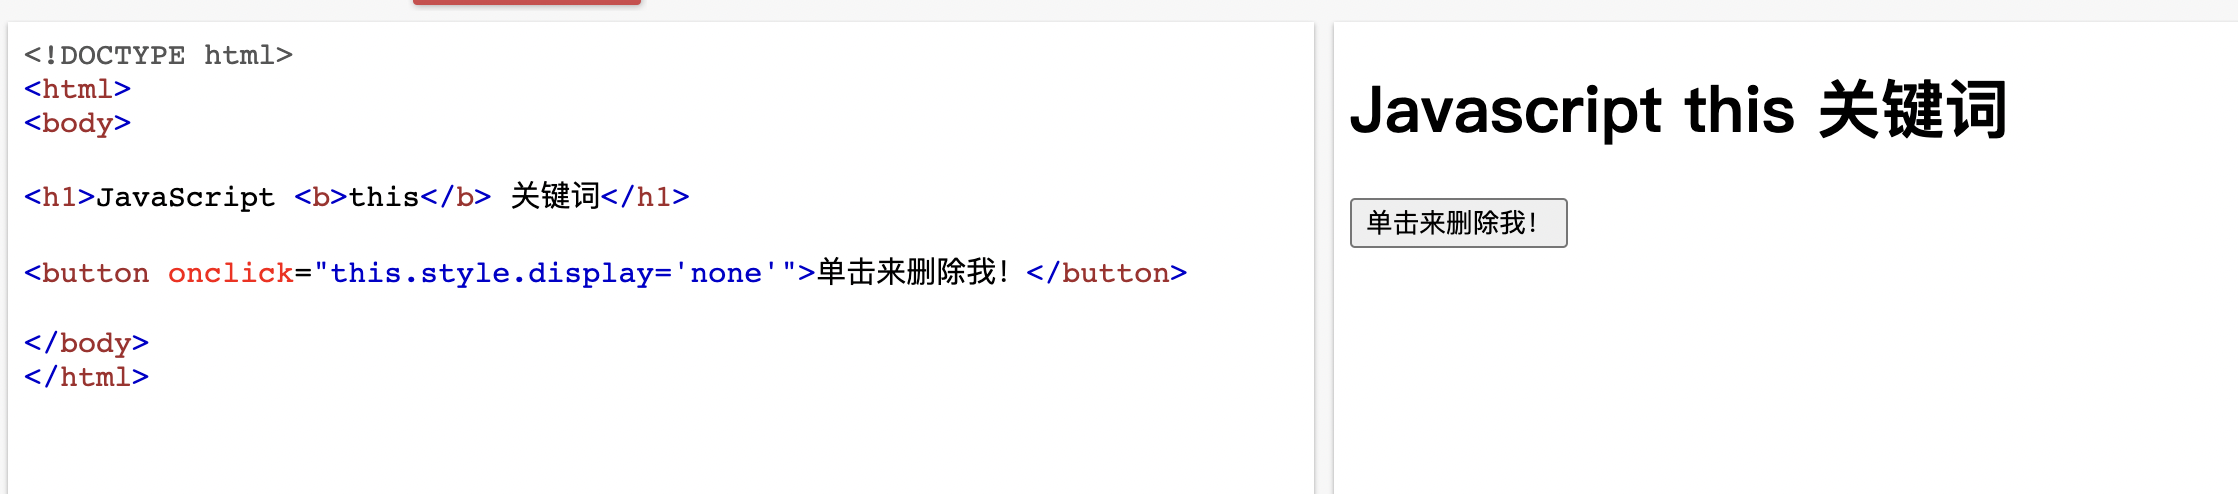 <!DOCTYPE html>
<html>
<body>
<h1>JavaScript <b>this</b> 关键词</h1>
<button onclick="this.style.display='none'">单击来删除我！</button>
</body>
</html>
Javascript this 关键词
单击来删除我！